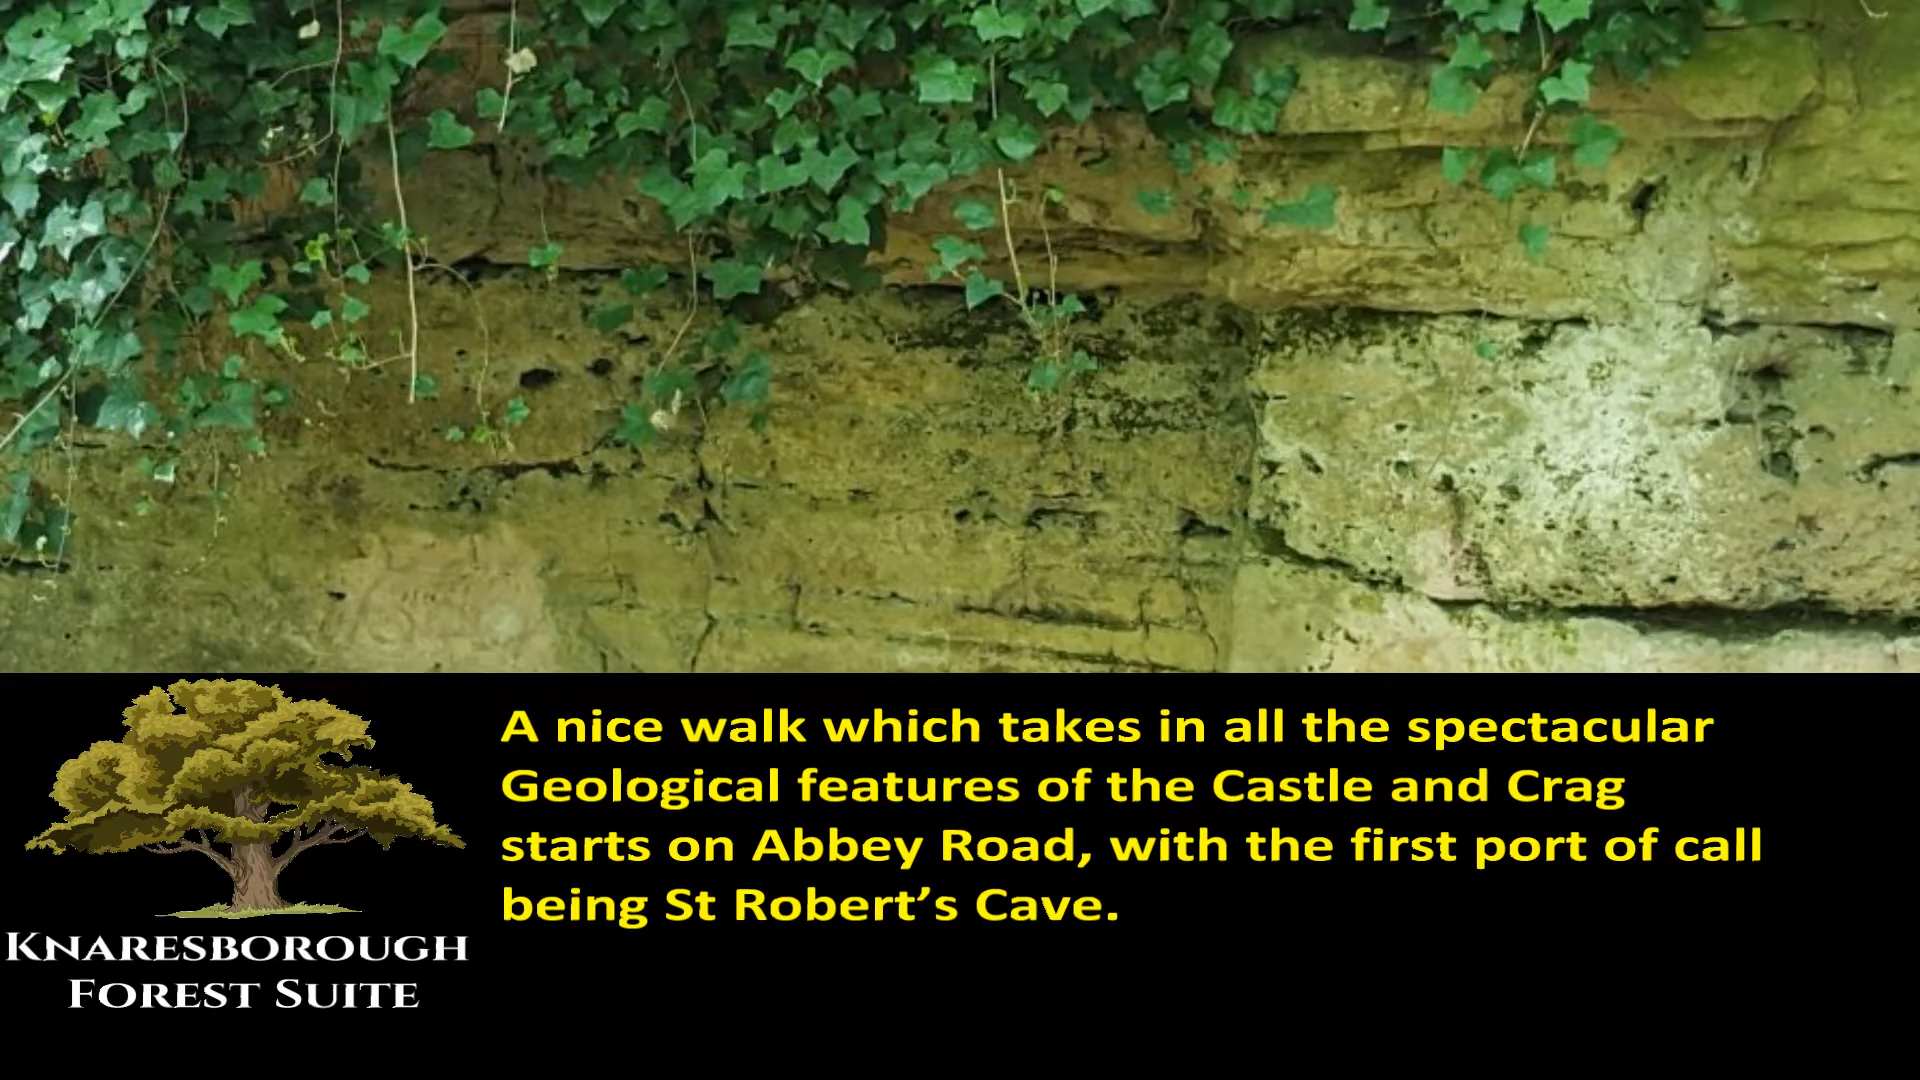 A nice walk which takes in all the spectacular
Geological features of the Castle and Crag
starts on Abbey Road, with the first port of call
being St Robert’s Cave.
Knaresborough
Forest Suite